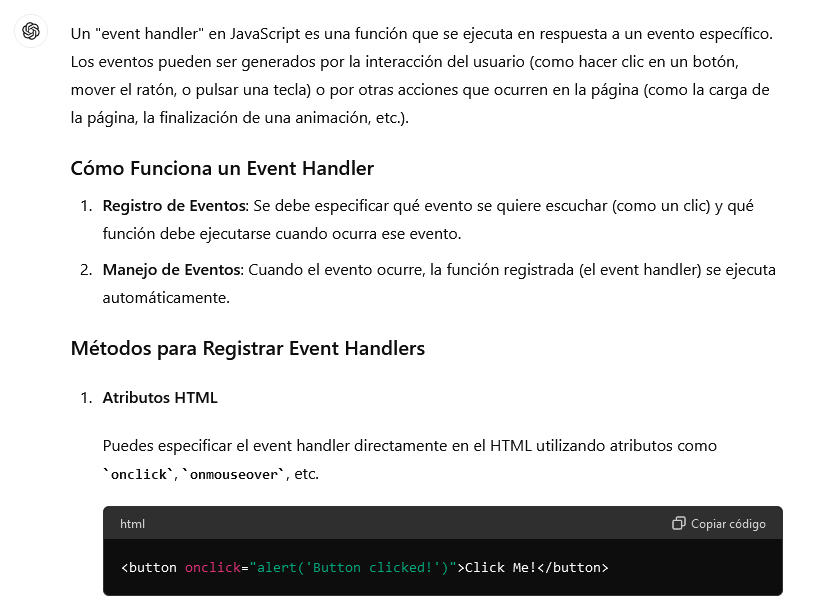 Un "event handler" en JavaScript es una función que se ejecuta en respuesta a un evento específico.
Los eventos pueden ser generados por la interacción del usuario (como hacer clic en un botón,
mover el ratón, o pulsar una tecla) o por otras acciones que ocurren en la página (como la carga de
la página, la finalización de una animación, etc.).
Cómo Funciona un Event Handler
1. Registro de Eventos: Se debe especificar qué evento se quiere escuchar (como un clic) y qué
función debe ejecutarse cuando ocurra ese evento.
2. Manejo de Eventos: Cuando el evento ocurre, la función registrada (el event handler) se ejecuta
automáticamente.
Métodos para Registrar Event Handlers
1. Atributos HTML
Puedes especificar el event handler directamente en el HTML utilizando atributos como
`onclick`, `onmouseover`, etc.
html Copiar código
<button onclick="alert('Button clicked!')">Click Me!</button>